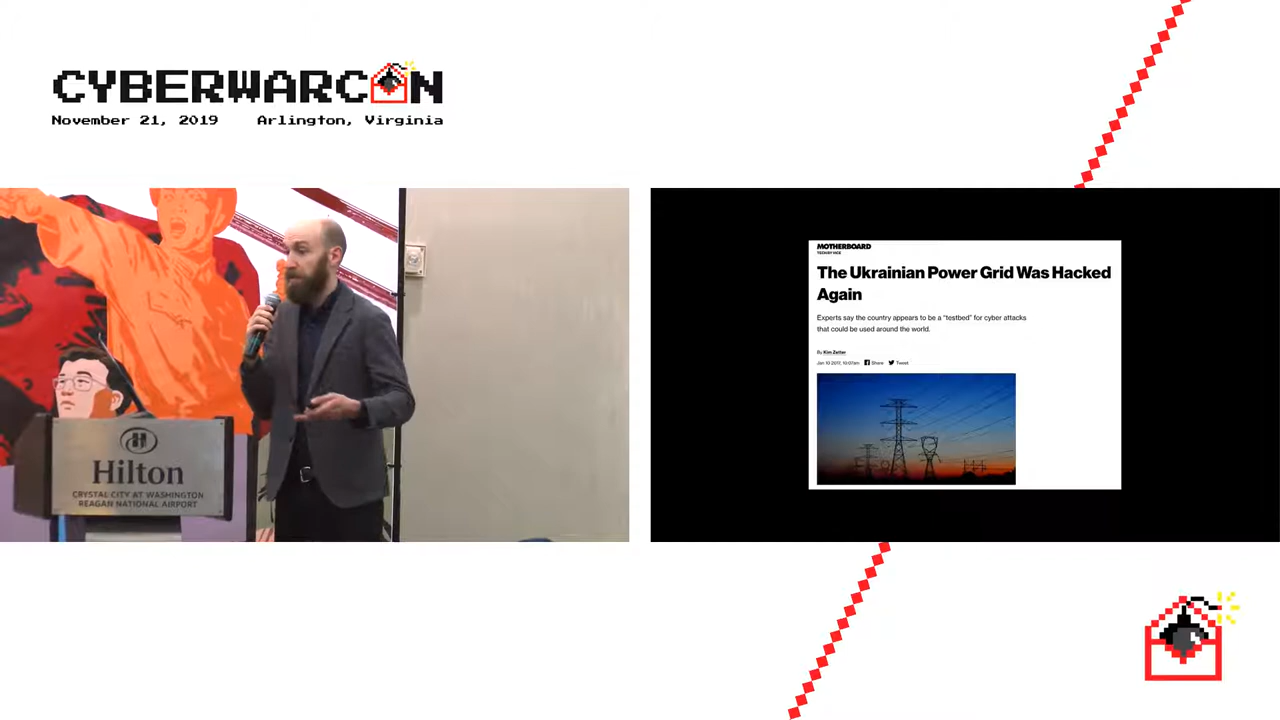 CYBERWARCON
November 21, 2019 Arlington, Virginia
Hilton
CRYSTAL CITY AT WASHINGTON
REAGAN NATIONAL AIRPORT
MOTHERBOARD
TECH BY VICE
The Ukrainian Power Grid Was Hacked
Again
Experts say the country appears to be a "testbed" for cyber attacks
that could be used around the world.
By Kim Zetter
Jan 10 2017, 10:07am Share Tweet